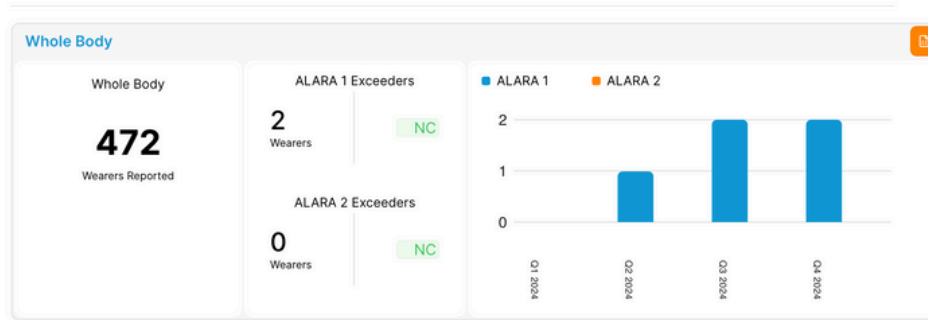 Whole Body
Whole Body
472
Wearers Reported
ALARA 1 Exceeders
2
Wearers
NC
ALARA 2 Exceeders
0
Wearers
NC
ALARA 1 ALARA 2
2
1
0
Q1 2024
Q2 2024
Q3 2024
Q4 2024